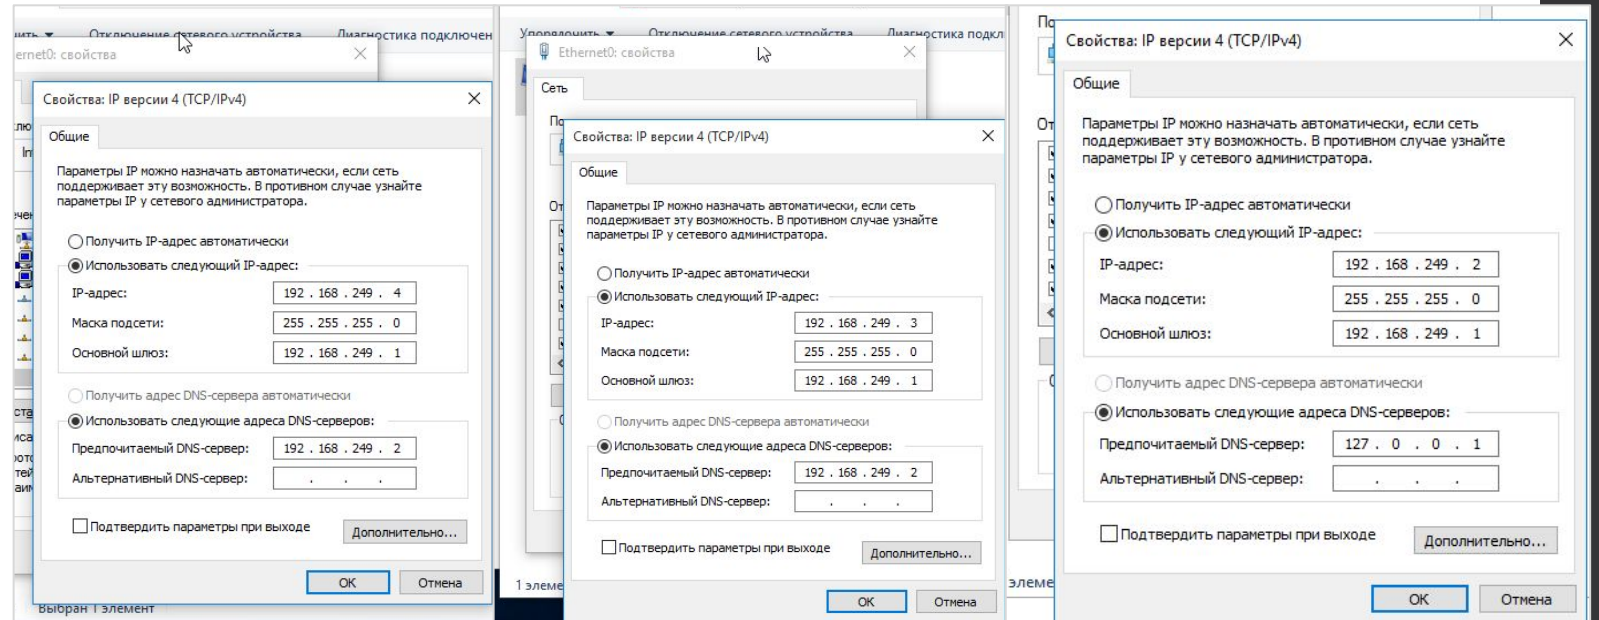 Отключение сетевого устройства
Диагностика подключен
ernet0: свойства
Свойства: IP версии 4 (TCP/IPv4)
Общие
Параметры IP можно назначать автоматически, если сеть
поддерживает эту возможность. В противном случае узнайте
параметры IP у сетевого администратора.
Получить IP-адрес автоматически
Использовать следующий IP-адрес:
IP-адрес: 192 . 168 . 249 . 4
Маска подсети: 255 . 255 . 255 . 0
Основной шлюз: 192 . 168 . 249 . 1
Получить адрес DNS-сервера автоматически
Использовать следующие адреса DNS-серверов:
Предпочитаемый DNS-сервер: 192 . 168 . 249 . 2
Альтернативный DNS-сервер: . . .
Подтвердить параметры при выходе
Дополнительно...
ОК Отмена
Выбран 1 элемент
Упорядочить
Отключение сетевого устройства
Диагностика подкл
Ethernet0: свойства
Сеть
Свойства: IP версии 4 (TCP/IPv4)
Общие
Параметры IP можно назначать автоматически, если сеть
поддерживает эту возможность. В противном случае узнайте
параметры IP у сетевого администратора.
Получить IP-адрес автоматически
Использовать следующий IP-адрес:
IP-адрес: 192 . 168 . 249 . 3
Маска подсети: 255 . 255 . 255 . 0
Основной шлюз: 192 . 168 . 249 . 1
Получить адрес DNS-сервера автоматически
Использовать следующие адреса DNS-серверов:
Предпочитаемый DNS-сервер: 192 . 168 . 249 . 2
Альтернативный DNS-сервер: . . .
Подтвердить параметры при выходе
Дополнительно...
ОК Отмена
1 элеме
Свойства: IP версии 4 (TCP/IPv4)
Общие
Параметры IP можно назначать автоматически, если сеть
поддерживает эту возможность. В противном случае узнайте
параметры IP у сетевого администратора.
Получить IP-адрес автоматически
Использовать следующий IP-адрес:
IP-адрес: 192 . 168 . 249 . 2
Маска подсети: 255 . 255 . 255 . 0
Основной шлюз: 192 . 168 . 249 . 1
Получить адрес DNS-сервера автоматически
Использовать следующие адреса DNS-серверов:
Предпочитаемый DNS-сервер: 127 . 0 . 0 . 1
Альтернативный DNS-сервер: . . .
Подтвердить параметры при выходе
Дополнительно...
ОК Отмена
элеме